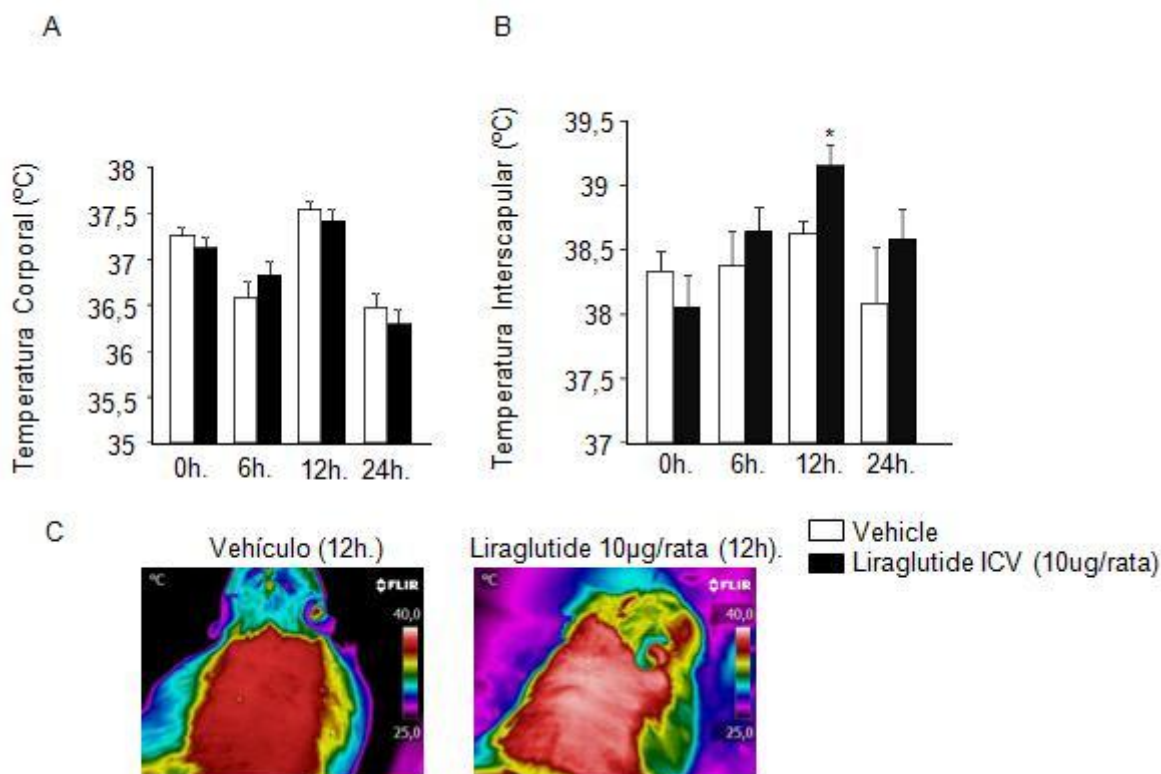 A
Temperatura Corporal (ºC)
38
37,5
37
36,5
36
35,5
35
0h.
6h.
12h.
24h.
B
Temperatura Interscapular (ºC)
39,5
39
38,5
38
37,5
37
*
0h.
6h.
12h.
24h.
Vehicle
Liraglutide ICV (10ug/rata)
C
Vehículo (12h.)
ºC
FLIR
40,0
25,0
Liraglutide 10µg/rata (12h).
ºC
FLIR
40,0
25,0